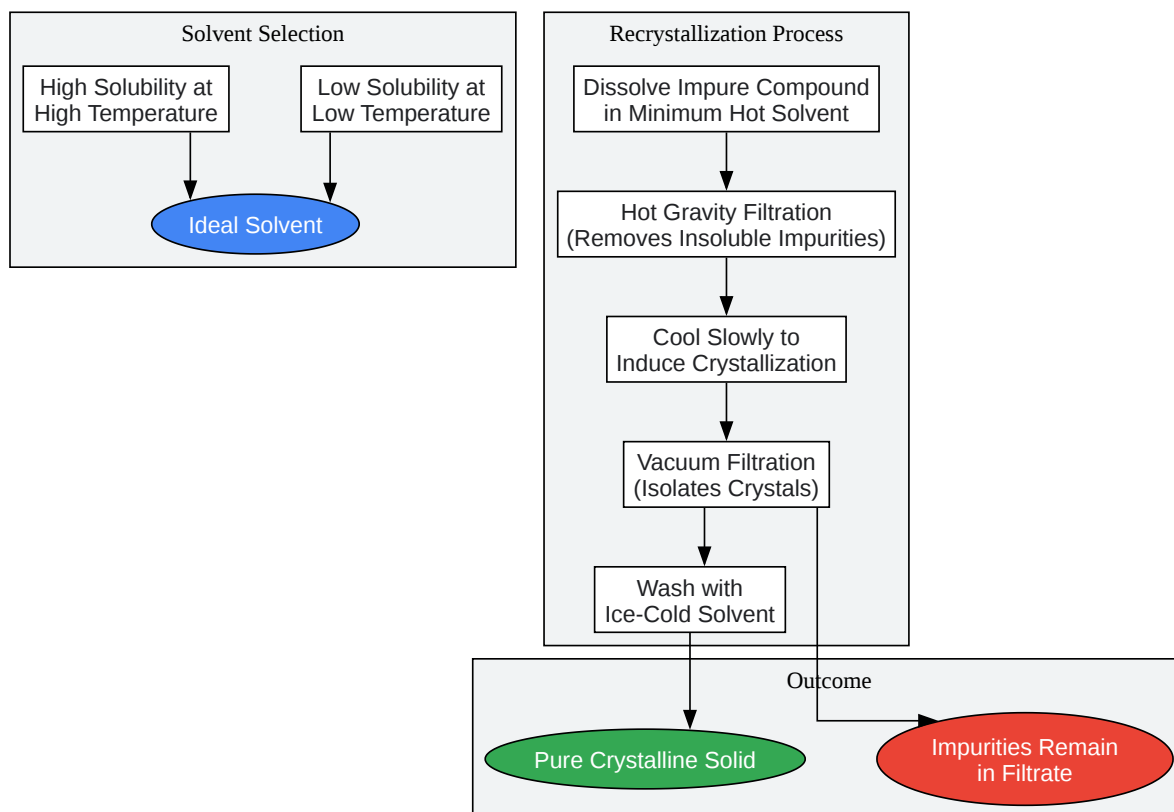 Solvent Selection
High Solubility at
High Temperature
Low Solubility at
Low Temperature
Ideal Solvent
Recrystallization Process
Dissolve Impure Compound
in Minimum Hot Solvent
Hot Gravity Filtration
(Removes Insoluble Impurities)
Cool Slowly to
Induce Crystallization
Vacuum Filtration
(Isolates Crystals)
Wash with
Ice-Cold Solvent
Outcome
Pure Crystalline Solid
Impurities Remain
in Filtrate